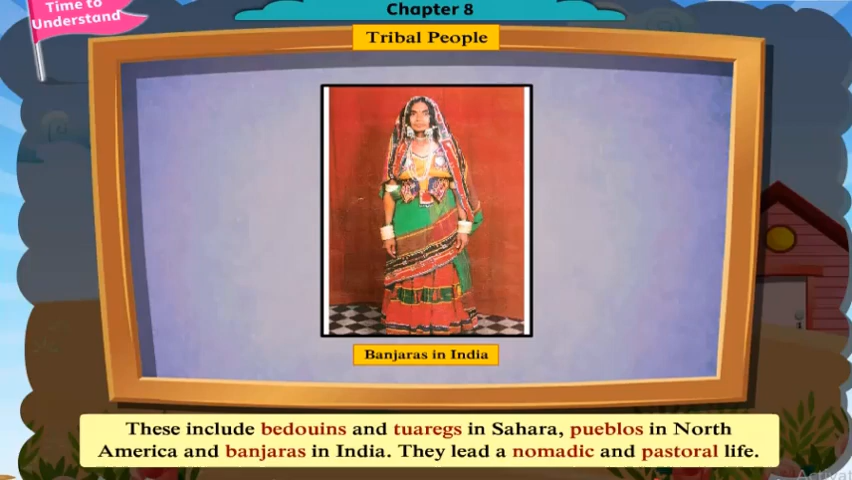 Time to
Understand
Chapter 8
Tribal People
Banjaras in India
These include bedouins and tuaregs in Sahara, pueblos in North
America and banjaras in India. They lead a nomadic and pastoral life.